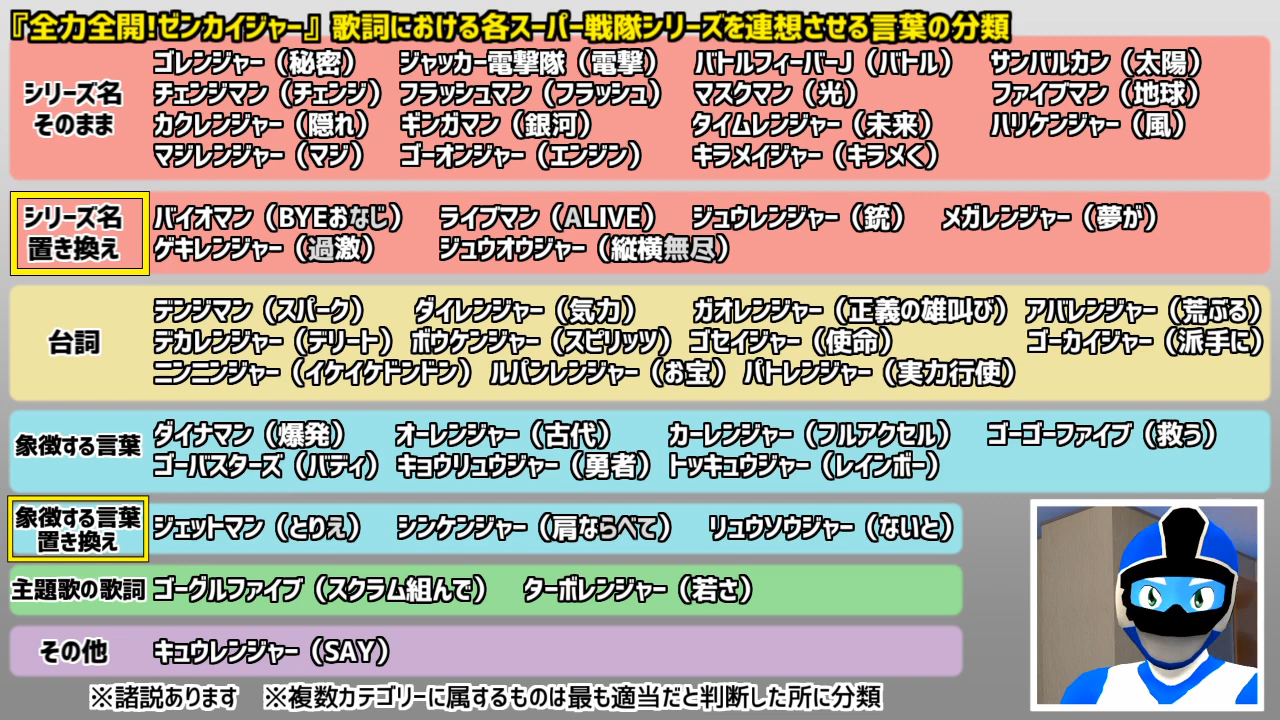 『全力全開!ゼンカイジャー』歌詞における各スーパー戦隊シリーズを連想させる言葉の分類
シリーズ名
そのまま
ゴレンジャー（秘密） ジャッカー電撃隊（電撃） バトルフィーバーJ（バトル） サンバルカン（太陽）
チェンジマン（チェンジ） フラッシュマン（フラッシュ） マスクマン（光） ファイブマン（地球）
カクレンジャー（隠れ） ギンガマン（銀河） タイムレンジャー（未来） ハリケンジャー（風）
マジレンジャー（マジ） ゴーオンジャー（エンジン） キラメイジャー（キラメく）
シリーズ名
置き換え
バイオマン（BYEおなじ） ライブマン（ALIVE） ジュウレンジャー（銃） メガレンジャー（夢が）
ゲキレンジャー（過激） ジュウオウジャー（縦横無尽）
台詞
デンジマン（スパーク） ダイレンジャー（気力） ガオレンジャー（正義の雄叫び） アバレンジャー（荒ぶる）
デカレンジャー（デリート） ボウケンジャー（スピリッツ） ゴセイジャー（使命） ゴーカイジャー（派手に）
ニンニンジャー（イケイケドンドン） ルパンレンジャー（お宝） パトレンジャー（実力行使）
象徴する言葉
ダイナマン（爆発） オーレンジャー（古代） カーレンジャー（フルアクセル） ゴーゴーファイブ（救う）
ゴーバスターズ（バディ） キョウリュウジャー（勇者） トッキュウジャー（レインボー）
象徴する言葉
置き換え
ジェットマン（とりえ） シンケンジャー（肩ならべて） リュウソウジャー（ないと）
主題歌の歌詞
ゴーグルファイブ（スクラム組んで） ターボレンジャー（若さ）
その他
キュウレンジャー（SAY）
※諸説あります ※複数カテゴリーに属するものは最も適当だと判断した所に分類